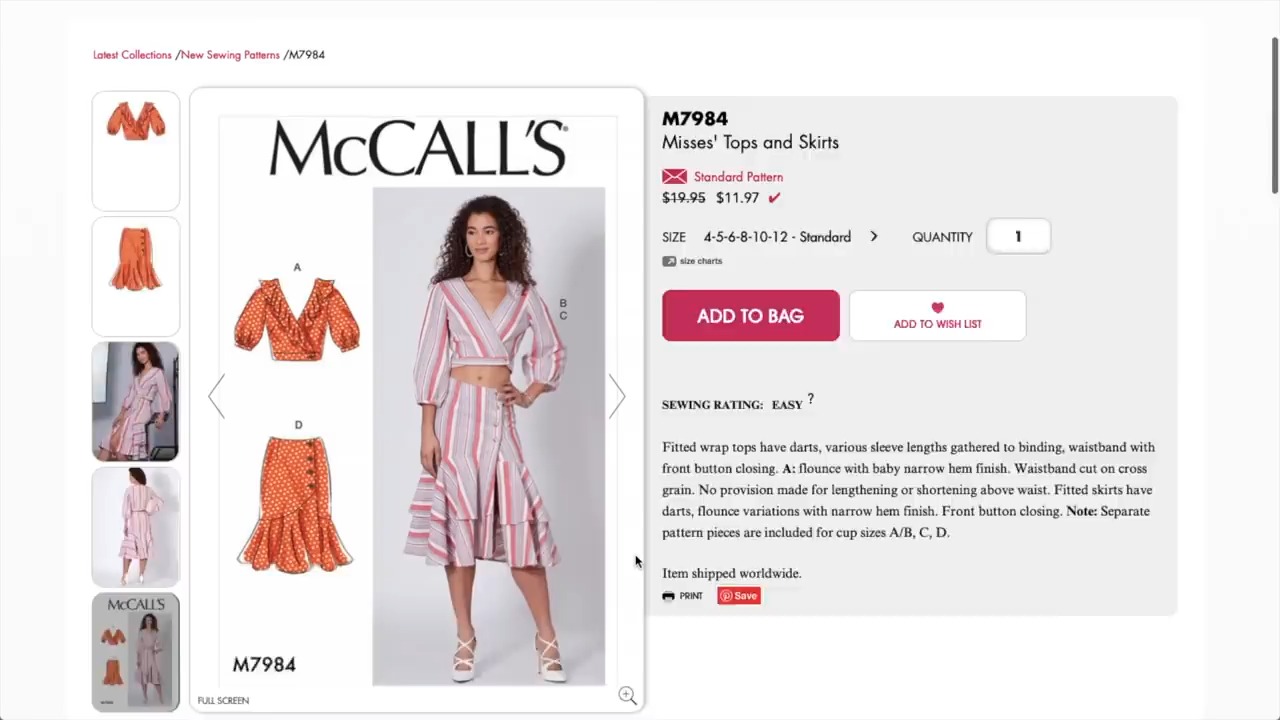 Latest Collections /New Sewing Patterns /M7984
McCALL'S®
A
B
C
D
M7984
FULL SCREEN
McCALL'S
M7984
Misses' Tops and Skirts
Standard Pattern
$19.95 $11.97 ✔
SIZE 4-5-6-8-10-12 - Standard > QUANTITY 1
size charts
ADD TO BAG
ADD TO WISH LIST
SEWING RATING: EASY ?
Fitted wrap tops have darts, various sleeve lengths gathered to binding, waistband with
front button closing. A: flounce with baby narrow hem finish. Waistband cut on cross
grain. No provision made for lengthening or shortening above waist. Fitted skirts have
darts, flounce variations with narrow hem finish. Front button closing. Note: Separate
pattern pieces are included for cup sizes A/B, C, D.
Item shipped worldwide.
PRINT Save